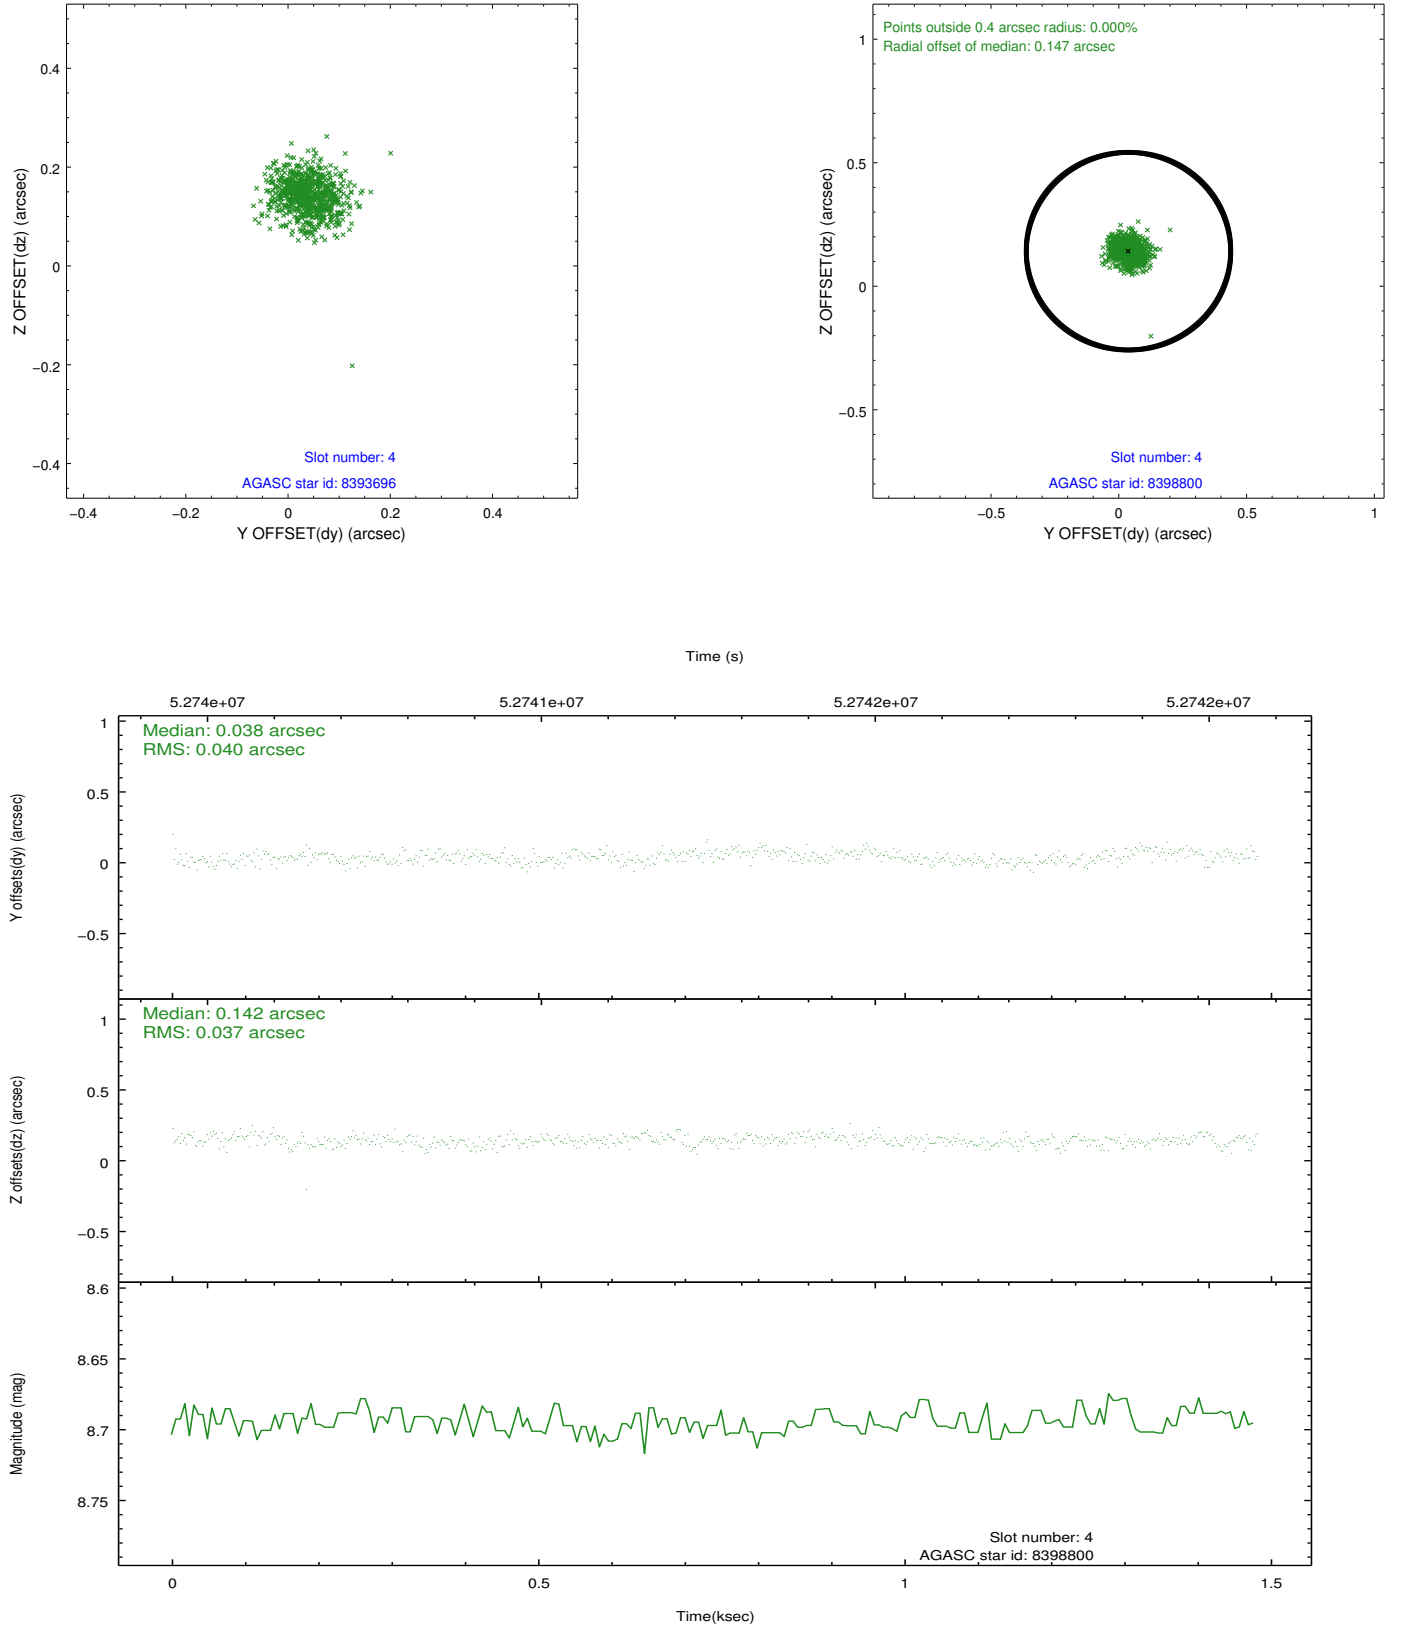 0.4
0.2
0
−0.2
−0.4
Z OFFSET(dz) (arcsec)
Slot number: 4
AGASC star id: 8393696
−0.4
−0.2
0
0.2
0.4
Y OFFSET(dy) (arcsec)
Points outside 0.4 arcsec radius: 0.000%
Radial offset of median: 0.147 arcsec
1
0.5
0
−0.5
Z OFFSET(dz) (arcsec)
Slot number: 4
AGASC star id: 8398800
−0.5
0
0.5
1
Y OFFSET(dy) (arcsec)
Time (s)
5.274e+07
5.2741e+07
5.2742e+07
5.2742e+07
Median: 0.038 arcsec
RMS: 0.040 arcsec
1
0.5
0
−0.5
Y offsets(dy) (arcsec)
Median: 0.142 arcsec
RMS: 0.037 arcsec
1
0.5
0
−0.5
Z offsets(dz) (arcsec)
8.6
8.65
8.7
8.75
Magnitude (mag)
Slot number: 4
AGASC star id: 8398800
0
0.5
1
1.5
Time(ksec)